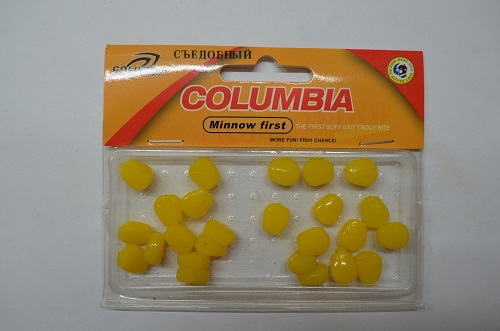 СЪЕДОБНЫЙ
COLUMBIA
Minnow first
THE FIRST SOFT BAIT TROUT BITE
MORE FUN! FISH! CHANCE!